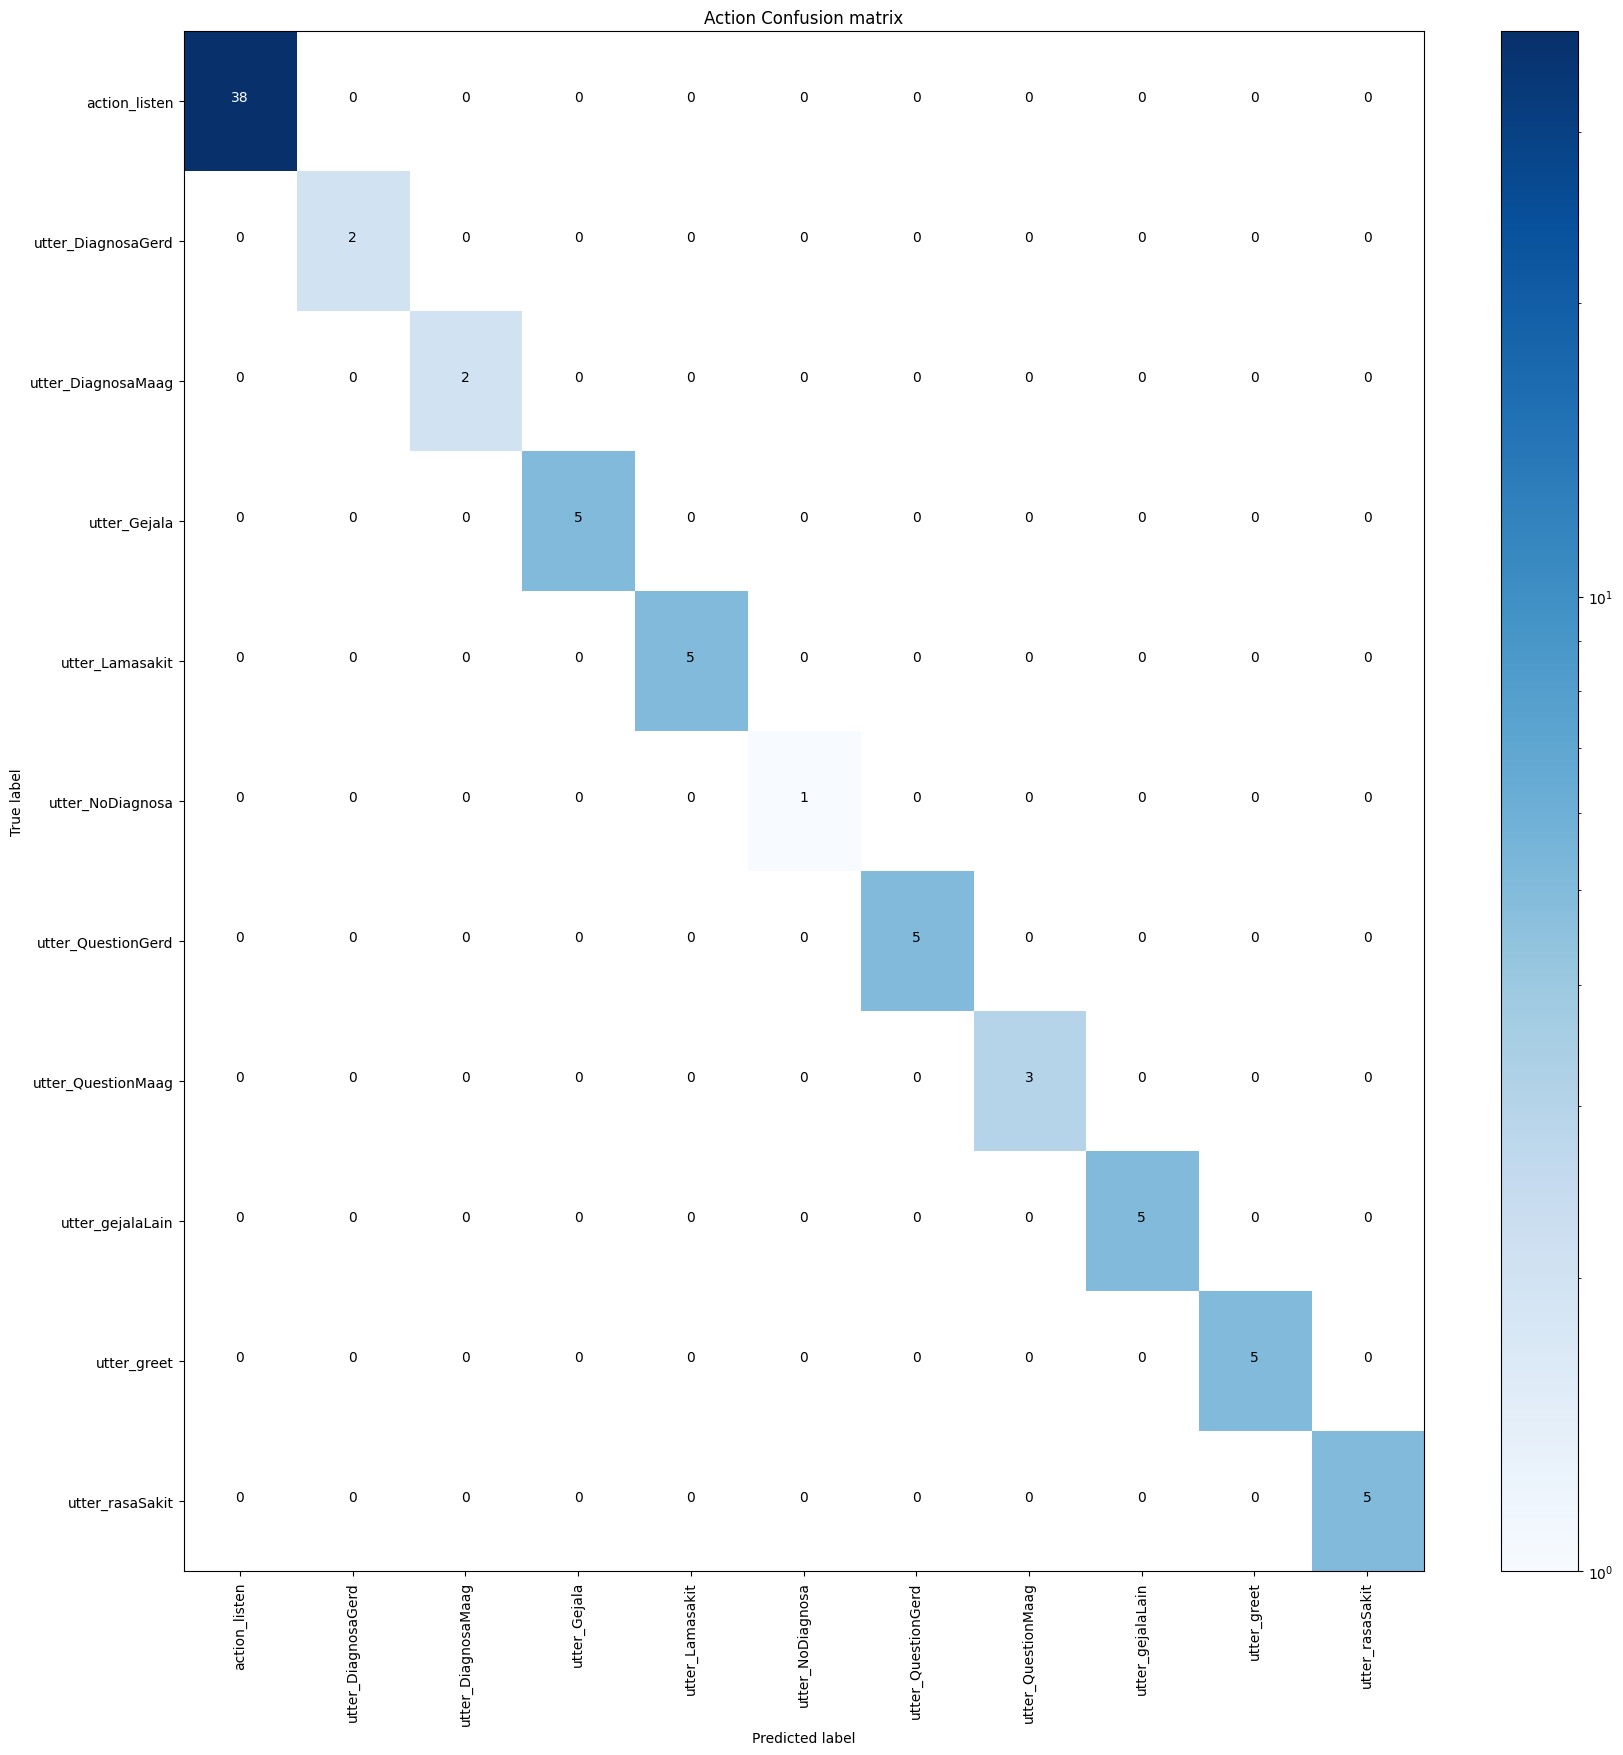 Action Confusion matrix
action_listen 38 0 0 0 0 0 0 0 0 0 0
utter_DiagnosaGerd 0 2 0 0 0 0 0 0 0 0 0
utter_DiagnosaMaag 0 0 2 0 0 0 0 0 0 0 0
utter_Gejala 0 0 0 5 0 0 0 0 0 0 0
10¹
utter_Lamasakit 0 0 0 0 5 0 0 0 0 0 0
True label
utter_NoDiagnosa 0 0 0 0 0 1 0 0 0 0 0
utter_QuestionGerd 0 0 0 0 0 0 5 0 0 0 0
utter_QuestionMaag 0 0 0 0 0 0 0 3 0 0 0
utter_gejalaLain 0 0 0 0 0 0 0 0 5 0 0
utter_greet 0 0 0 0 0 0 0 0 0 5 0
utter_rasaSakit 0 0 0 0 0 0 0 0 0 0 5
10⁰
action_listen
utter_DiagnosaGerd
utter_DiagnosaMaag
utter_Gejala
utter_Lamasakit
utter_NoDiagnosa
utter_QuestionGerd
utter_QuestionMaag
utter_gejalaLain
utter_greet
utter_rasaSakit
Predicted label